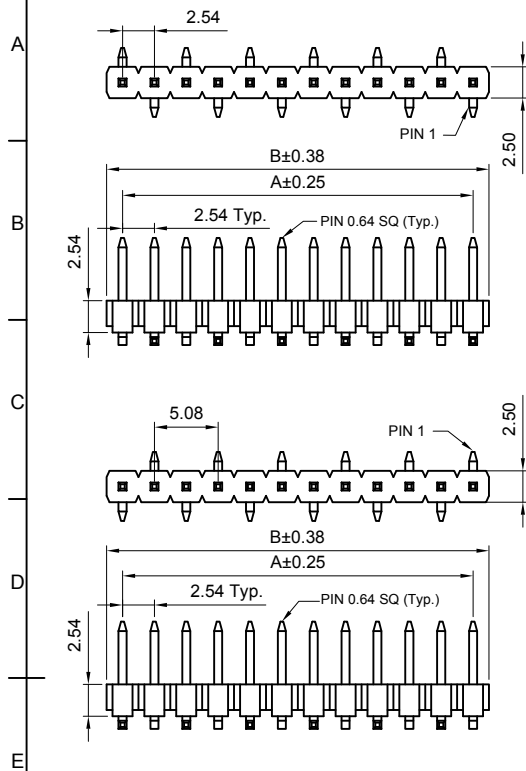 A
2.54
PIN 1
2.50
B±0.38
B
A±0.25
2.54 Typ.
PIN 0.64 SQ (Typ.)
2.54
C
5.08
PIN 1
2.50
B±0.38
D
A±0.25
2.54 Typ.
PIN 0.64 SQ (Typ.)
2.54
E